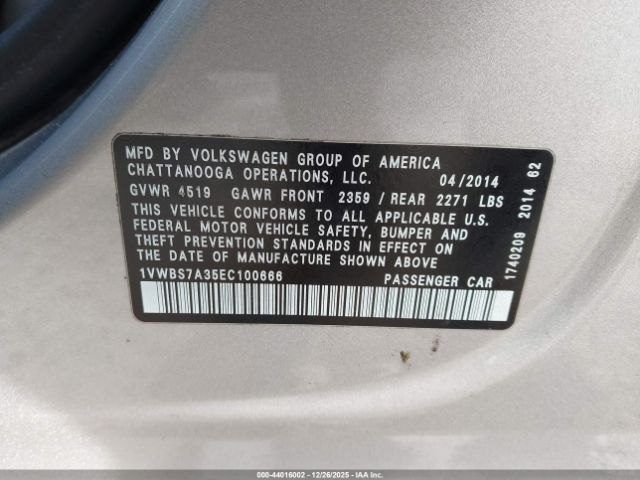 MFD BY VOLKSWAGEN GROUP OF AMERICA
CHATTANOOGA OPERATIONS, LLC. 04/2014
GVWR 4519 GAWR FRONT 2359 / REAR 2271 LBS
THIS VEHICLE CONFORMS TO ALL APPLICABLE U.S.
FEDERAL MOTOR VEHICLE SAFETY, BUMPER AND
THEFT PREVENTION STANDARDS IN EFFECT ON
THE DATE OF MANUFACTURE SHOWN ABOVE
1VWBS7A35EC100666 PASSENGER CAR
1740209 2014 62
000-44016002 - 12/26/2025 - IAA Inc.